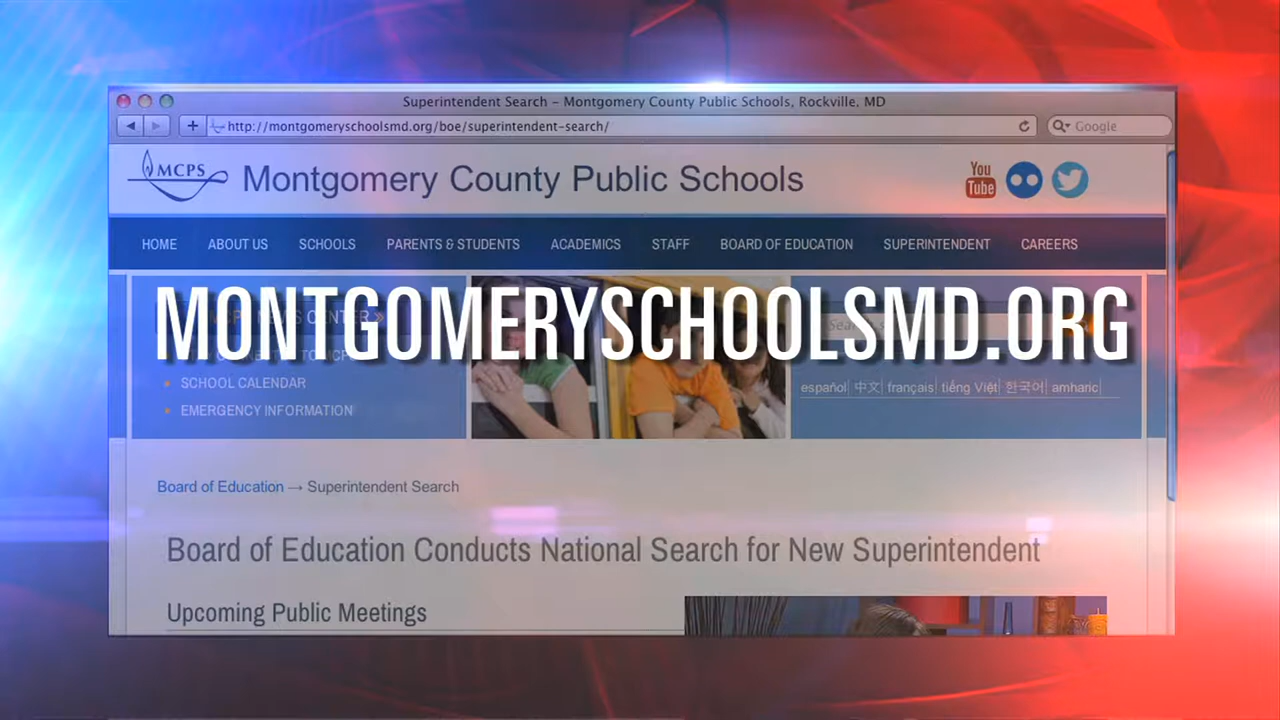 Superintendent Search – Montgomery County Public Schools, Rockville, MD
http://montgomeryschoolsmd.org/boe/superintendent-search/
Google
MCPS
Montgomery County Public Schools
You Tube
HOME ABOUT US SCHOOLS PARENTS & STUDENTS ACADEMICS STAFF BOARD OF EDUCATION SUPERINTENDENT CAREERS
MONTGOMERYSCHOOLSMD.ORG
SCHOOL CALENDAR
EMERGENCY INFORMATION
español| 中文| français| tiếng Việt| 한국어| amharic|
Board of Education → Superintendent Search
Board of Education Conducts National Search for New Superintendent
Upcoming Public Meetings